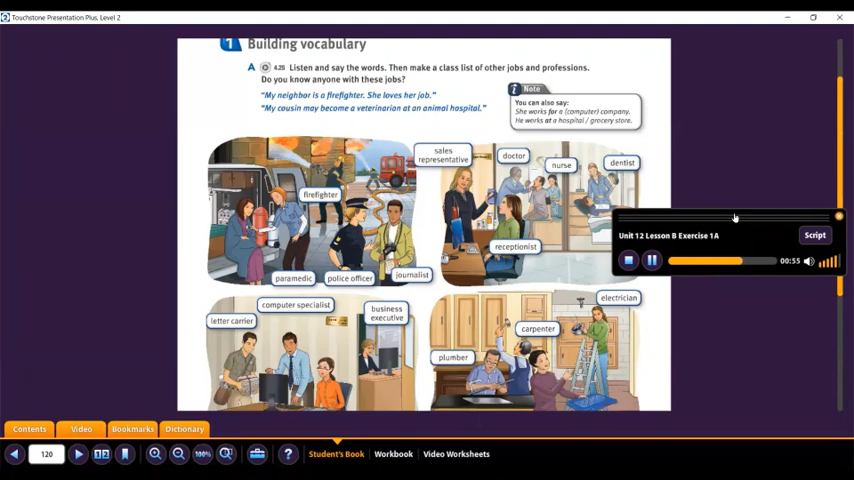 Touchstone Presentation Plus, Level 2
1 Building vocabulary
A 4.25 Listen and say the words. Then make a class list of other jobs and professions.
Do you know anyone with these jobs?
"My neighbor is a firefighter. She loves her job."
"My cousin may become a veterinarian at an animal hospital."
i Note
You can also say:
She works for a (computer) company.
He works at a hospital / grocery store.
sales
representative
doctor
nurse
dentist
firefighter
receptionist
paramedic
police officer
journalist
Unit 12 Lesson B Exercise 1A
Script
00:55
letter carrier
computer specialist
business
executive
electrician
carpenter
plumber
Contents
Video
Bookmarks
Dictionary
120
1 2
100%
?
Student's Book
Workbook
Video Worksheets